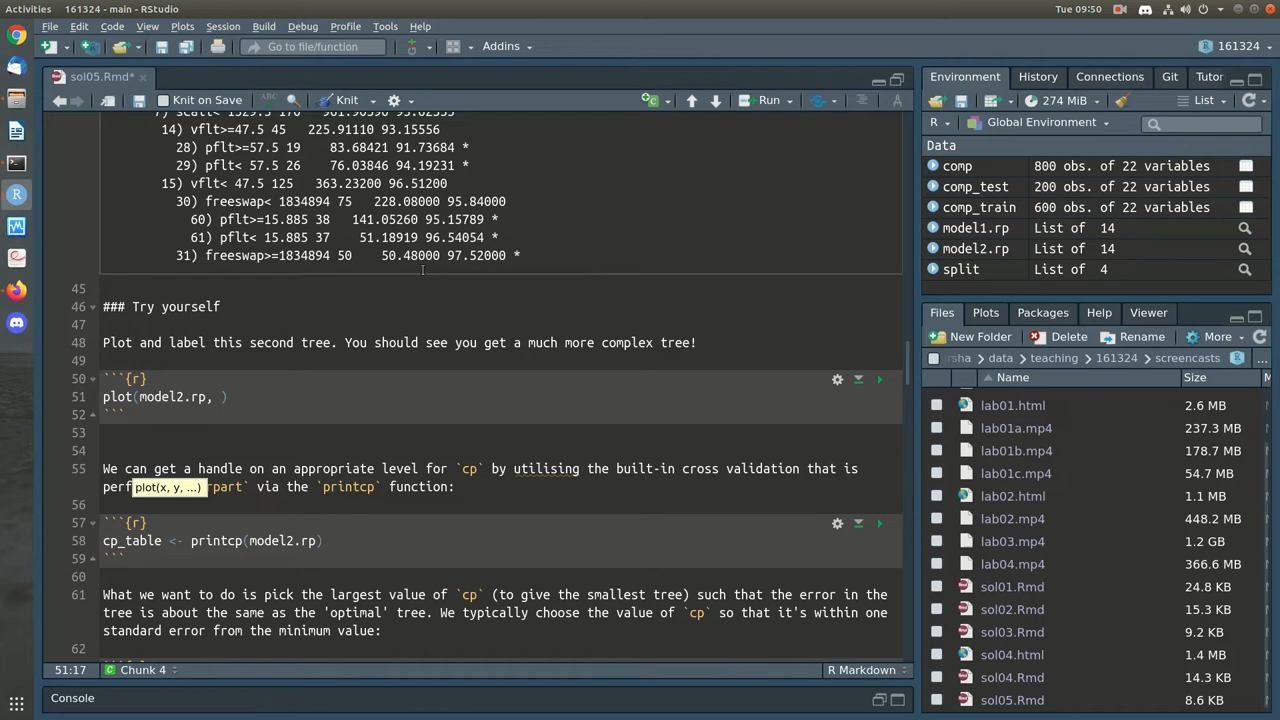 Activities
161324 - main - RStudio
Tue 09:50
File Edit Code View Plots Session Build Debug Profile Tools Help
Go to file/function
Addins
161324
sol05.Rmd*
Knit on Save
Knit
Run
14) vflt>=47.5 45 225.91110 93.15556
28) pflt>=57.5 19 83.68421 91.73684 *
29) pflt< 57.5 26 76.03846 94.19231 *
15) vflt< 47.5 125 363.23200 96.51200
30) freeswap< 1834894 75 228.08000 95.84000
60) pflt>=15.885 38 141.05260 95.15789 *
61) pflt< 15.885 37 51.18919 96.54054 *
31) freeswap>=1834894 50 50.48000 97.52000 *
45
46 ### Try yourself
47
48 Plot and label this second tree. You should see you get a much more complex tree!
49
50 ```{r}
51 plot(model2.rp, )
52 ```
53
54
55 We can get a handle on an appropriate level for `cp` by utilising the built-in cross validation that is
perf plot(x, y, ...) rpart` via the `printcp` function:
56
57 ```{r}
58 cp_table <- printcp(model2.rp)
59 ```
60
61 What we want to do is pick the largest value of `cp` (to give the smallest tree) such that the error in the
tree is about the same as the 'optimal' tree. We typically choose the value of `cp` so that it's within one
standard error from the minimum value:
62
51:17 Chunk 4 R Markdown
Console
Environment History Connections Git Tutor
274 MiB List
R Global Environment
Data
comp 800 obs. of 22 variables
comp_test 200 obs. of 22 variables
comp_train 600 obs. of 22 variables
model1.rp List of 14
model2.rp List of 14
split List of 4
Files Plots Packages Help Viewer
New Folder Delete Rename More
rsha data teaching 161324 screencasts ...
Name Size
lab01.html 2.6 MB
lab01a.mp4 237.3 MB
lab01b.mp4 178.7 MB
lab01c.mp4 54.7 MB
lab02.html 1.1 MB
lab02.mp4 448.2 MB
lab03.mp4 1.2 GB
lab04.mp4 366.6 MB
sol01.Rmd 24.8 KB
sol02.Rmd 15.3 KB
sol03.Rmd 9.2 KB
sol04.html 1.4 MB
sol04.Rmd 14.3 KB
sol05.Rmd 8.6 KB